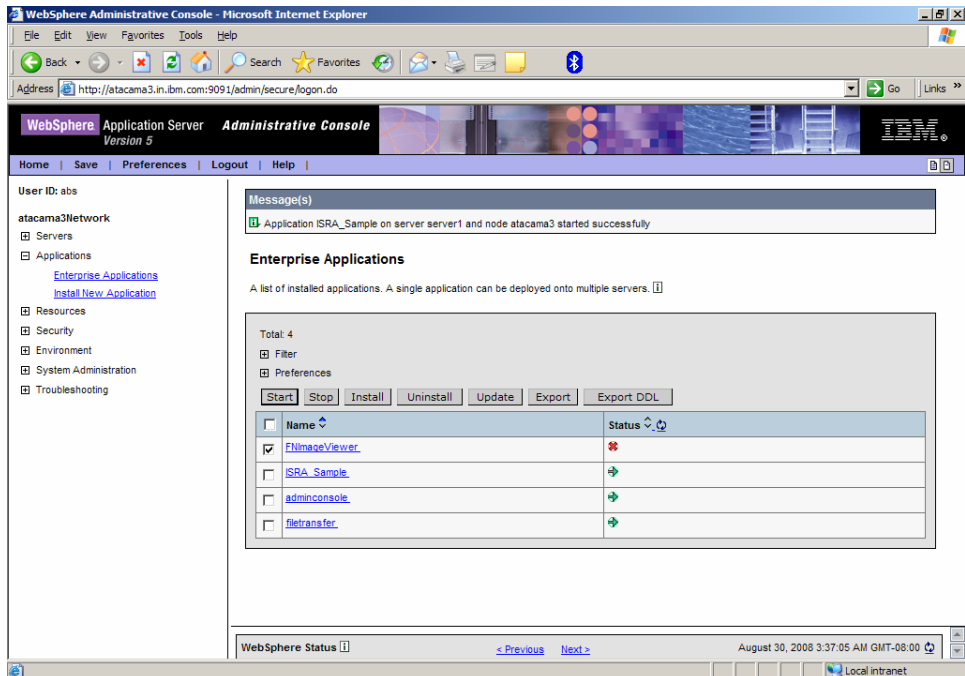 WebSphere Administrative Console - Microsoft Internet Explorer
File Edit View Favorites Tools Help
Back Search Favorites
Address http://atacama3.in.ibm.com:9091/admin/secure/logon.do Go Links »
WebSphere. Application Server Administrative Console IBM.
Version 5
Home | Save | Preferences | Logout | Help |
User ID: abs
atacama3Network
Servers
Applications
Enterprise Applications
Install New Application
Resources
Security
Environment
System Administration
Troubleshooting
Message(s)
Application ISRA_Sample on server server1 and node atacama3 started successfully
Enterprise Applications
A list of installed applications. A single application can be deployed onto multiple servers. i
Total: 4
Filter
Preferences
Start Stop Install Uninstall Update Export Export DDL
Name Status
FNImageViewer
ISRA_Sample
adminconsole
filetransfer
WebSphere Status i < Previous Next > August 30, 2008 3:37:05 AM GMT-08:00
Local intranet